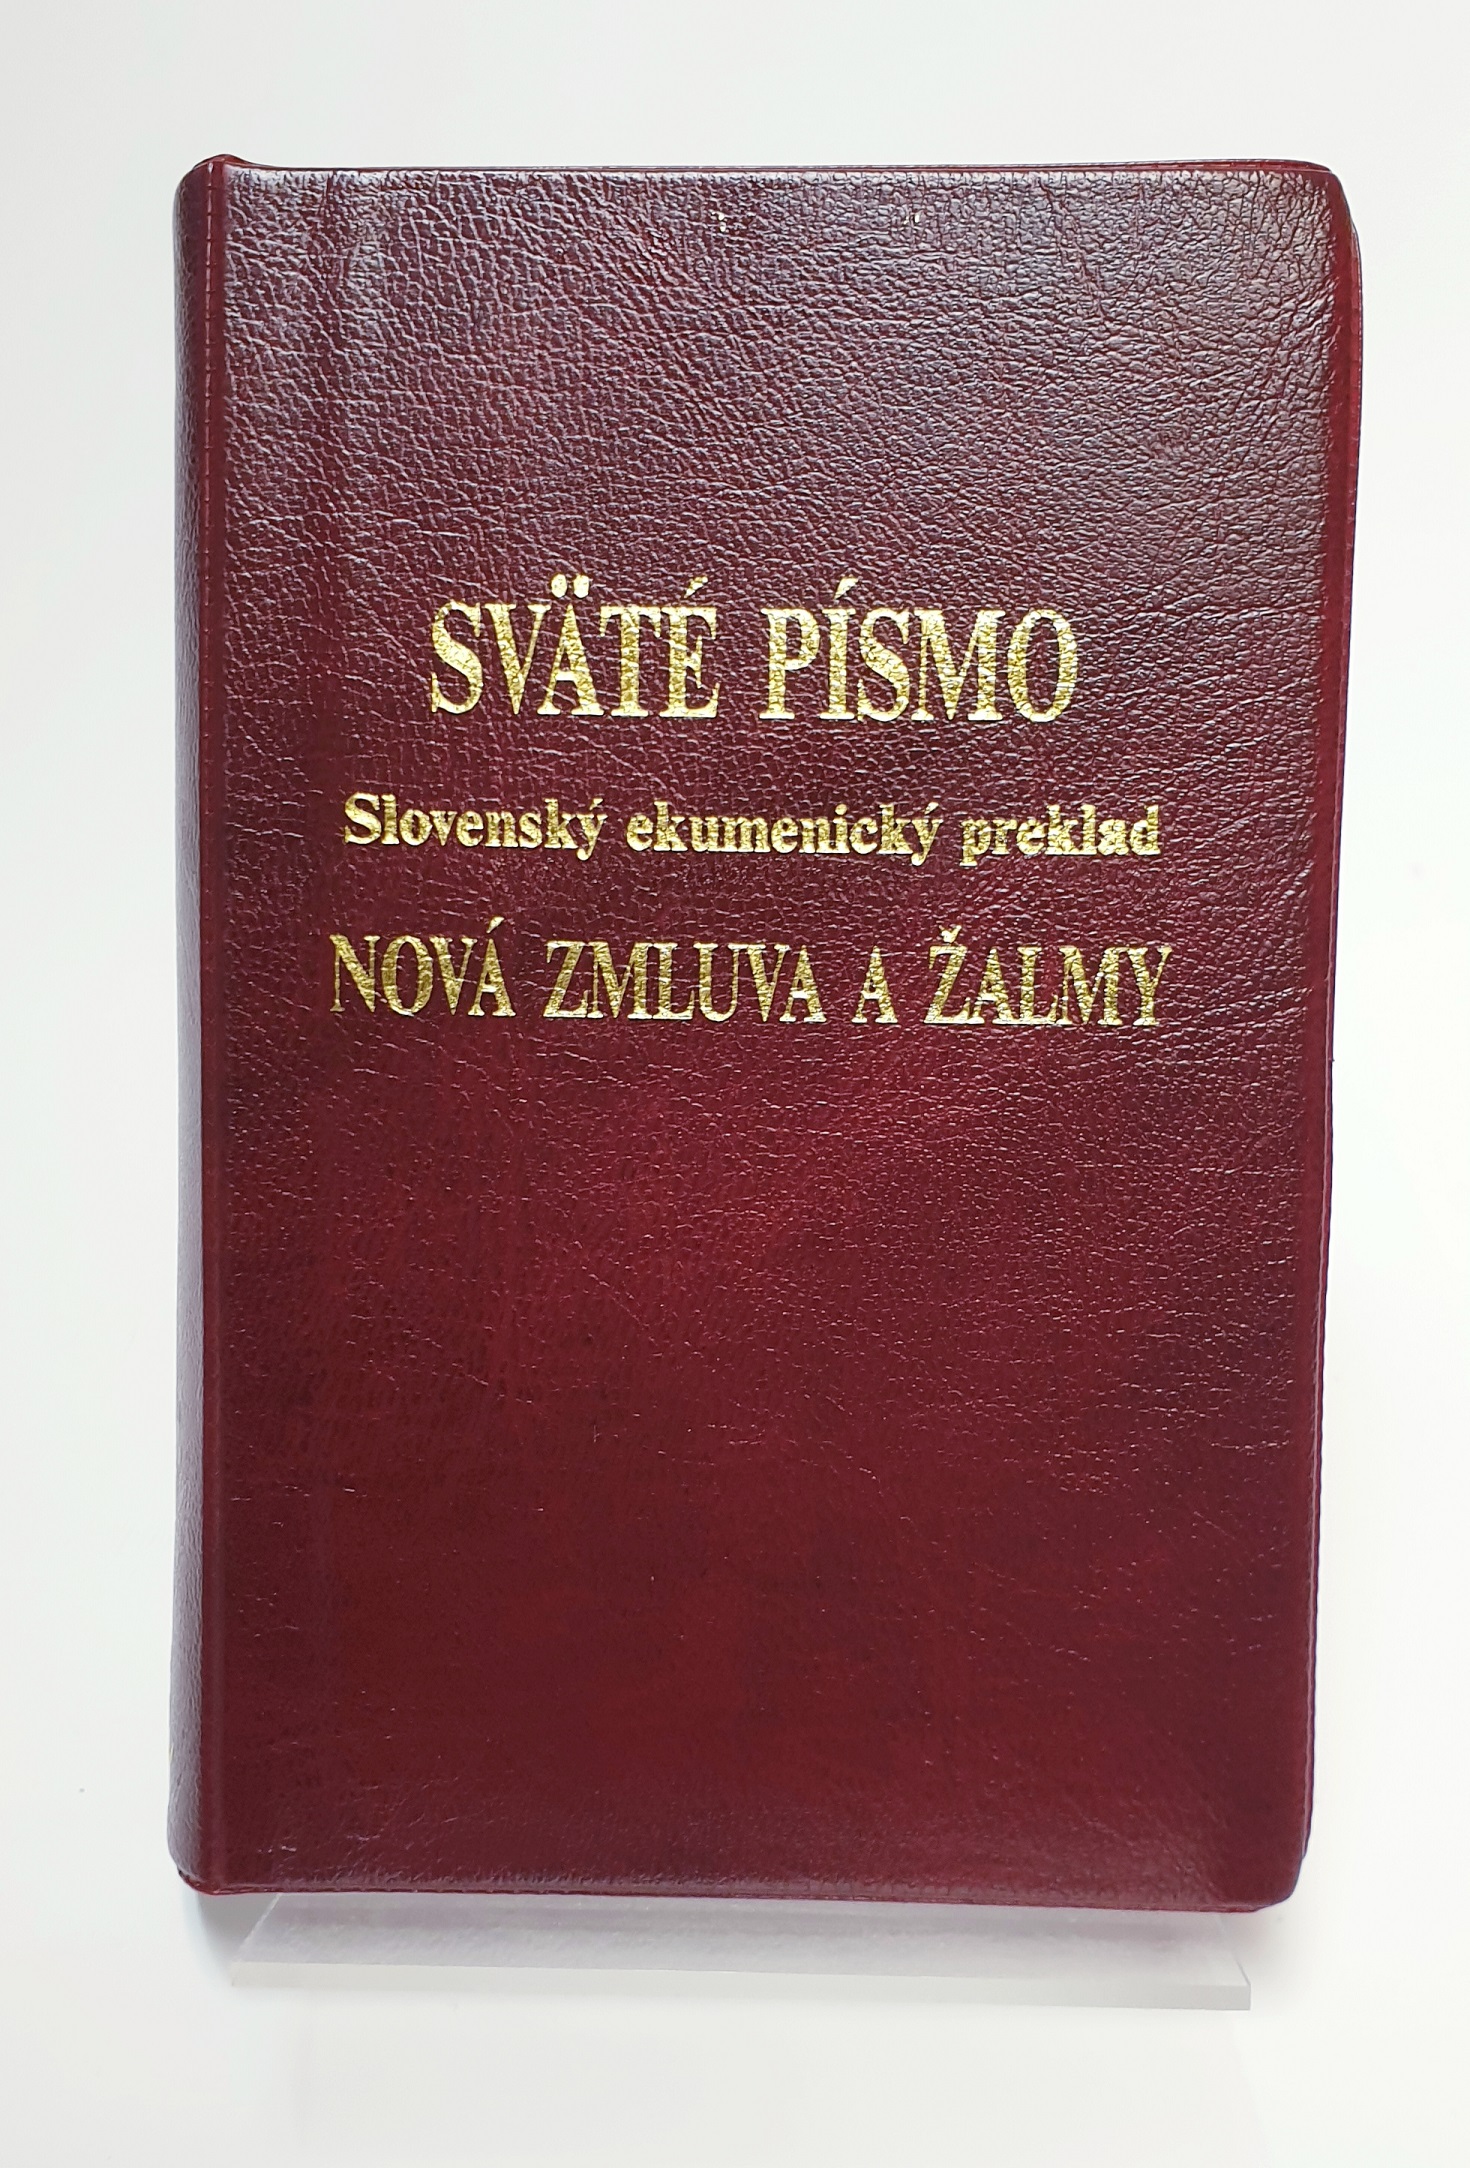 SVÄTÉ PÍSMO
Slovenský ekumenický preklad
NOVÁ ZMLUVA A ŽALMY